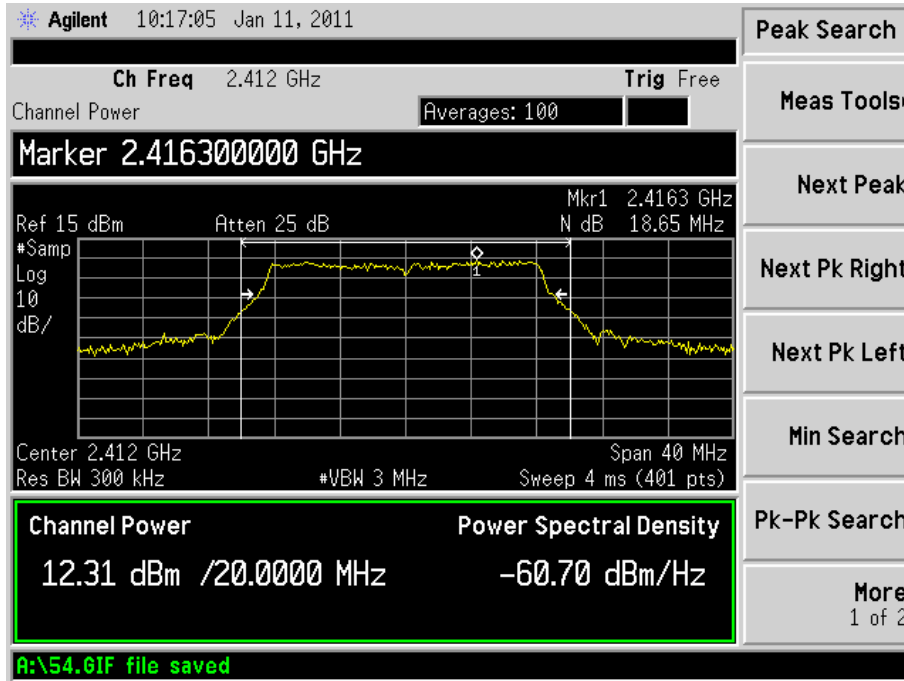 Agilent 10:17:05 Jan 11, 2011
Ch Freq 2.412 GHz Trig Free
Channel Power Averages: 100
Marker 2.416300000 GHz
Mkr1 2.4163 GHz
Ref 15 dBm Atten 25 dB N dB 18.65 MHz
#Samp
Log
10
dB/
1
Center 2.412 GHz Span 40 MHz
Res BW 300 kHz #VBW 3 MHz Sweep 4 ms (401 pts)
Channel Power Power Spectral Density
12.31 dBm /20.0000 MHz -60.70 dBm/Hz
A:\54.GIF file saved
Peak Search
Meas Tools
Next Peak
Next Pk Right
Next Pk Left
Min Search
Pk-Pk Search
More
1 of 2